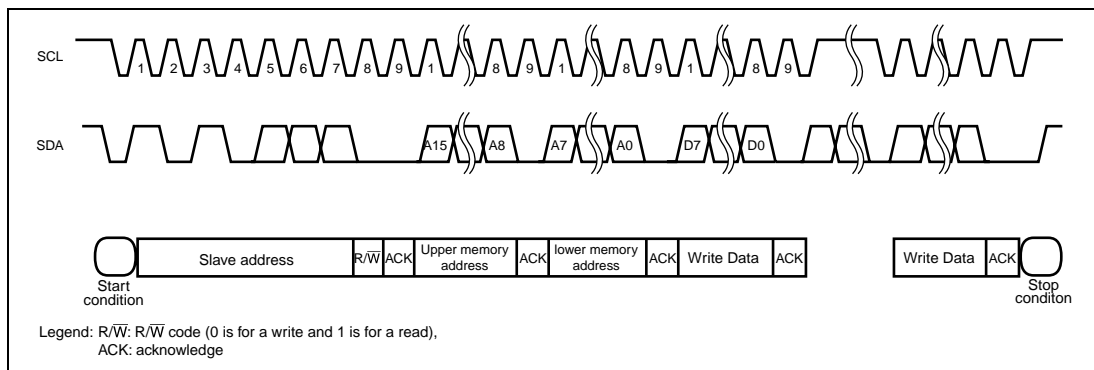 SCL
1 2 3 4 5 6 7 8 9 1 8 9 1 8 9 1 8 9
SDA
A15 A8 A7 A0 D7 D0
Slave address R/W̅ ACK Upper memory address ACK lower memory address ACK Write Data ACK Write Data ACK
Start condition
Stop conditon
Legend: R/W̅: R/W̅ code (0 is for a write and 1 is for a read),
ACK: acknowledge